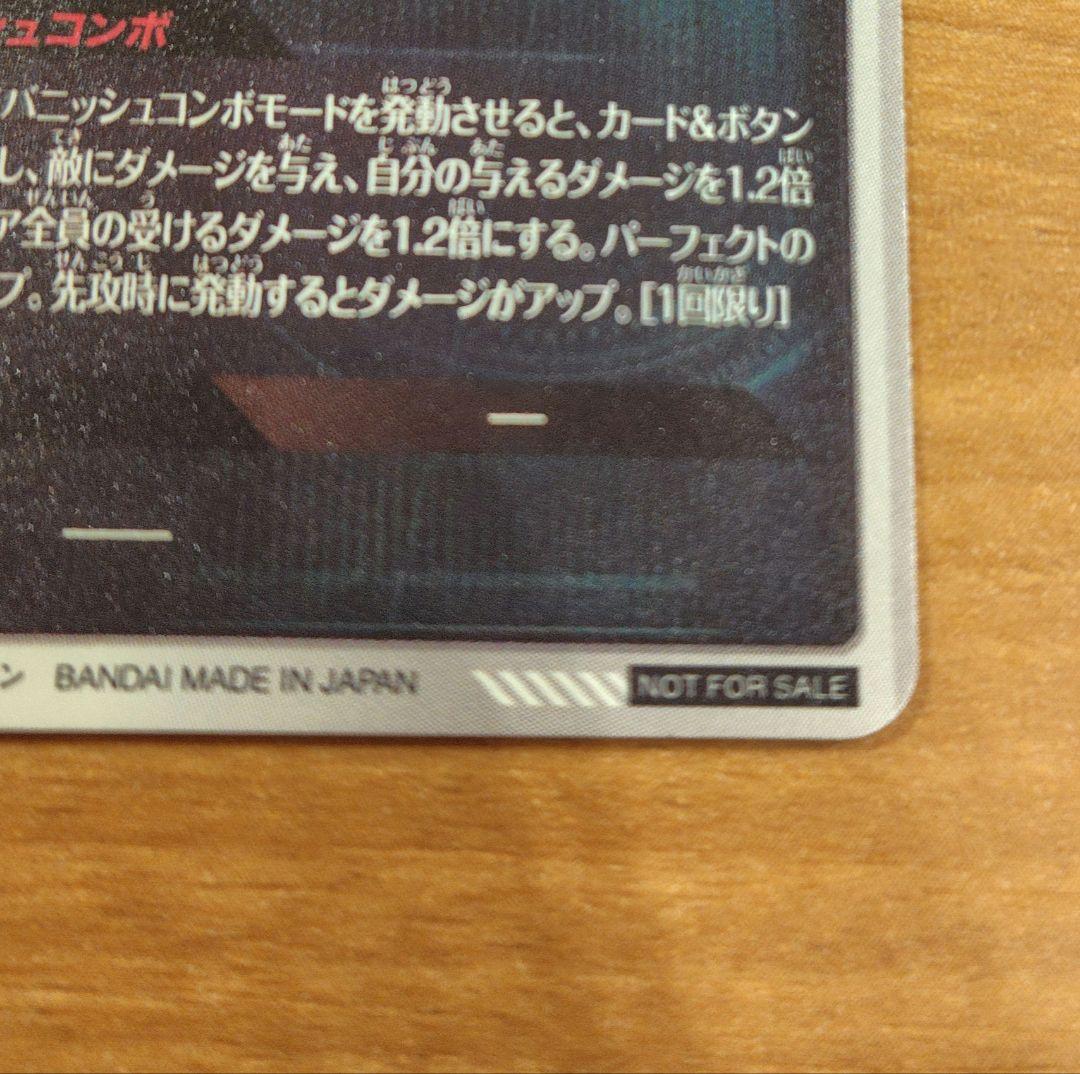 ュコンボ
バニッシュコンボモードを発動させると、カード&ボタン
し、敵にダメージを与え、自分の与えるダメージを1.2倍
ア全員の受けるダメージを1.2倍にする。パーフェクトの
プ。先攻時に発動するとダメージがアップ。[1回限り]
ー
ー
ン BANDAI MADE IN JAPAN NOT FOR SALE